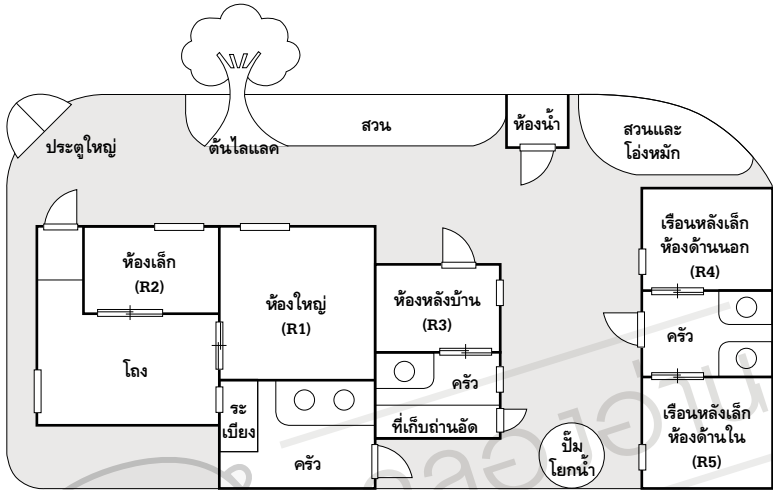 ประตูใหญ่
ต้นไลแลค
สวน
ห้องน้ำ
สวนและ
โอ่งหมัก
ห้องเล็ก
(R2)
ห้องใหญ่
(R1)
โถง
ระ
เบียง
ครัว
ห้องหลังบ้าน
(R3)
ครัว
ที่เก็บถ่านอัด
ปั๊ม
โยกน้ำ
เรือนหลังเล็ก
ห้องด้านนอก
(R4)
ครัว
เรือนหลังเล็ก
ห้องด้านใน
(R5)